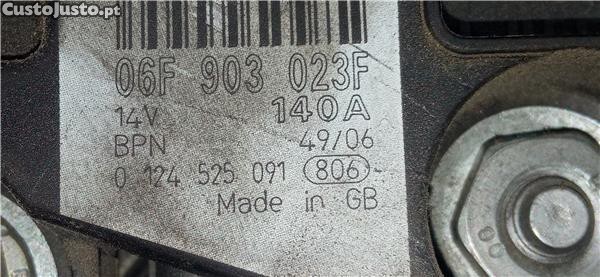 CustoJusto.pt
06F 903 023F
14V 140A
BPN 49/06
0 124 525 091 806
Made in GB